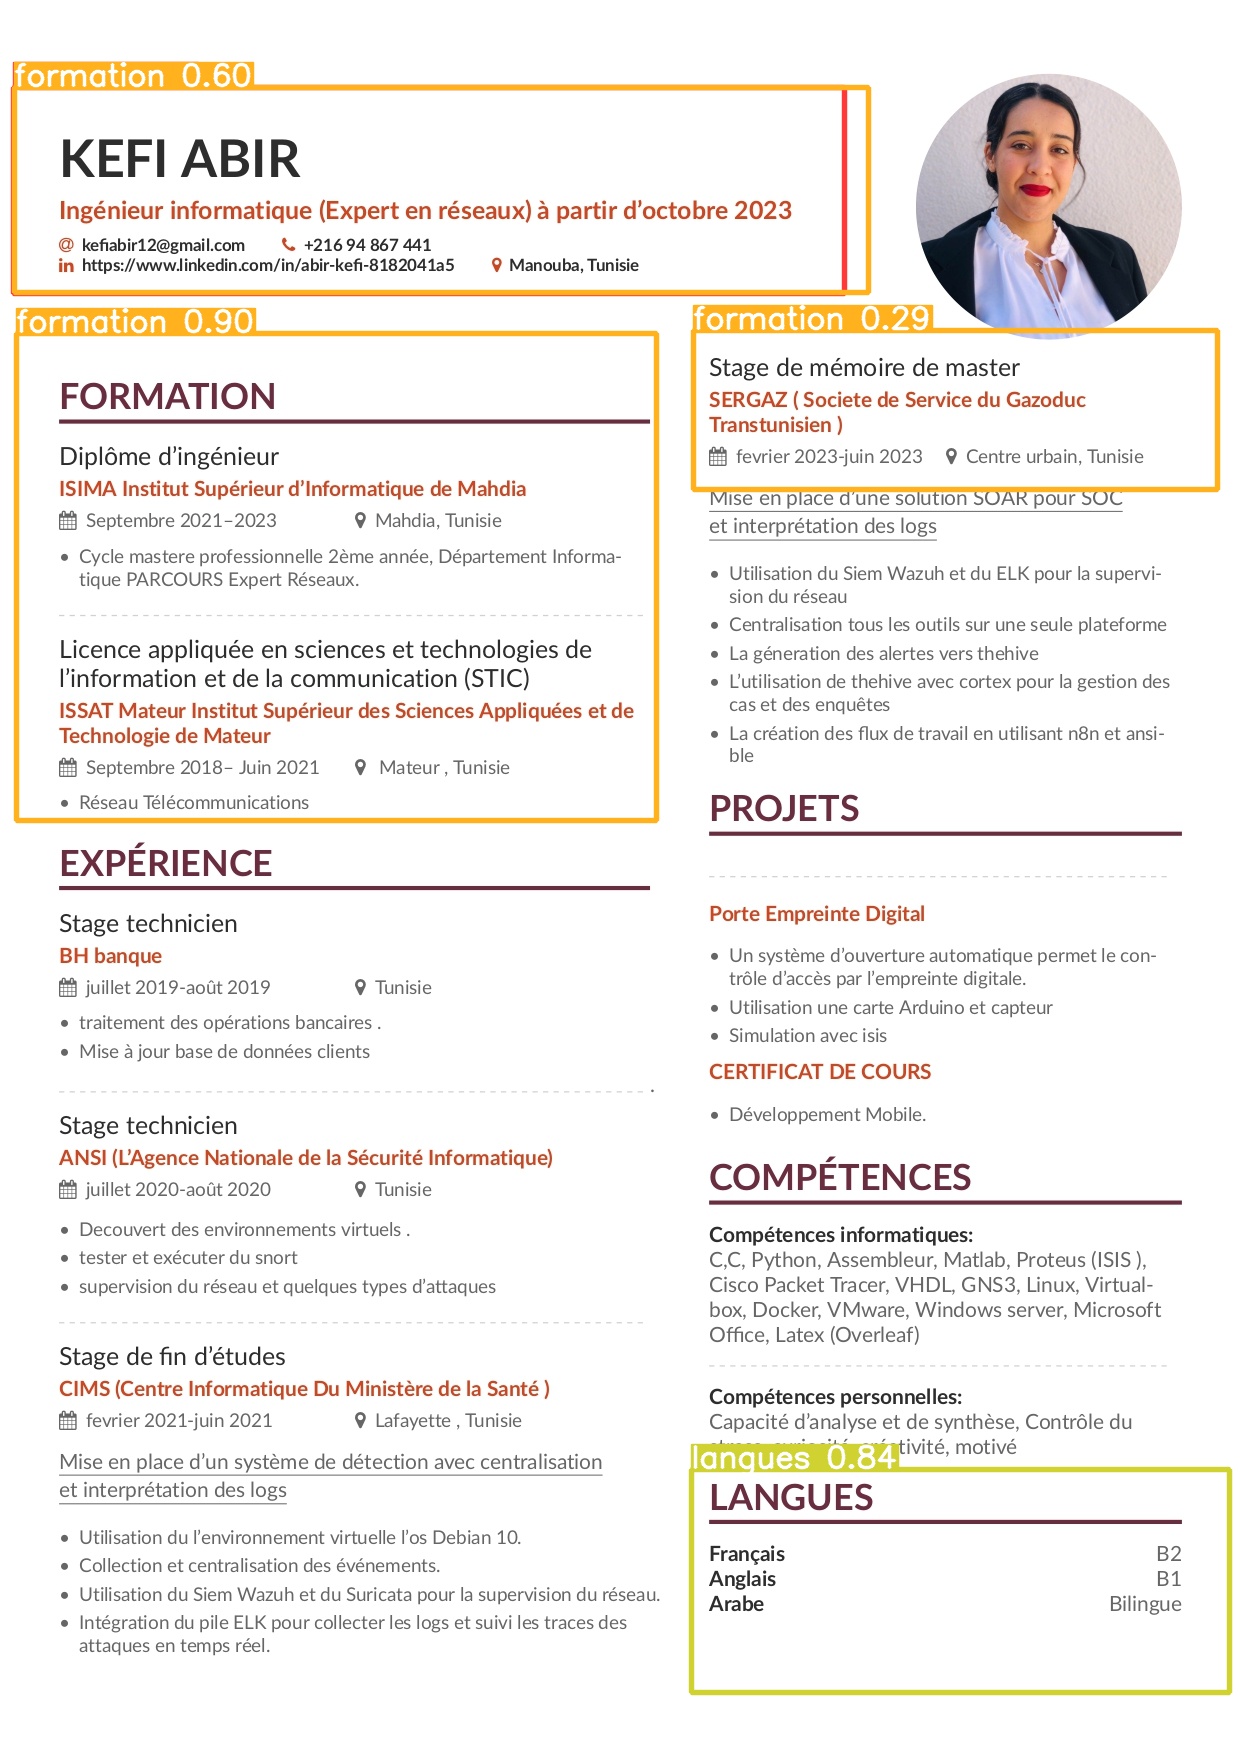 formation 0.60
KEFI ABIR
Ingénieur informatique (Expert en réseaux) à partir d'octobre 2023
@ kefiabir12@gmail.com +216 94 867 441
in https://www.linkedin.com/in/abir-kefi-8182041a5 Manouba, Tunisie
formation 0.90
FORMATION
Diplôme d'ingénieur
ISIMA Institut Supérieur d'Informatique de Mahdia
Septembre 2021–2023 Mahdia, Tunisie
• Cycle mastere professionnelle 2ème année, Département Informa-
tique PARCOURS Expert Réseaux.
Licence appliquée en sciences et technologies de
l'information et de la communication (STIC)
ISSAT Mateur Institut Supérieur des Sciences Appliquées et de
Technologie de Mateur
Septembre 2018– Juin 2021 Mateur , Tunisie
• Réseau Télécommunications
EXPÉRIENCE
Stage technicien
BH banque
juillet 2019-août 2019 Tunisie
• traitement des opérations bancaires .
• Mise à jour base de données clients
.
Stage technicien
ANSI (L'Agence Nationale de la Sécurité Informatique)
juillet 2020-août 2020 Tunisie
• Decouvert des environnements virtuels .
• tester et exécuter du snort
• supervision du réseau et quelques types d'attaques
Stage de fin d'études
CIMS (Centre Informatique Du Ministère de la Santé )
fevrier 2021-juin 2021 Lafayette , Tunisie
Mise en place d'un système de détection avec centralisation
et interprétation des logs
• Utilisation du l'environnement virtuelle l'os Debian 10.
• Collection et centralisation des événements.
• Utilisation du Siem Wazuh et du Suricata pour la supervision du réseau.
• Intégration du pile ELK pour collecter les logs et suivi les traces des
attaques en temps réel.
formation 0.29
Stage de mémoire de master
SERGAZ ( Societe de Service du Gazoduc
Transtunisien )
fevrier 2023-juin 2023 Centre urbain, Tunisie
Mise en place d'une solution SOAR pour SOC
et interprétation des logs
• Utilisation du Siem Wazuh et du ELK pour la supervi-
sion du réseau
• Centralisation tous les outils sur une seule plateforme
• La géneration des alertes vers thehive
• L'utilisation de thehive avec cortex pour la gestion des
cas et des enquêtes
• La création des flux de travail en utilisant n8n et ansi-
ble
PROJETS
Porte Empreinte Digital
• Un système d'ouverture automatique permet le con-
trôle d'accès par l'empreinte digitale.
• Utilisation une carte Arduino et capteur
• Simulation avec isis
CERTIFICAT DE COURS
• Développement Mobile.
COMPÉTENCES
Compétences informatiques:
C,C, Python, Assembleur, Matlab, Proteus (ISIS ),
Cisco Packet Tracer, VHDL, GNS3, Linux, Virtual-
box, Docker, VMware, Windows server, Microsoft
Office, Latex (Overleaf)
Compétences personnelles:
Capacité d'analyse et de synthèse, Contrôle du
motivé
langues 0.84
LANGUES
Français B2
Anglais B1
Arabe Bilingue